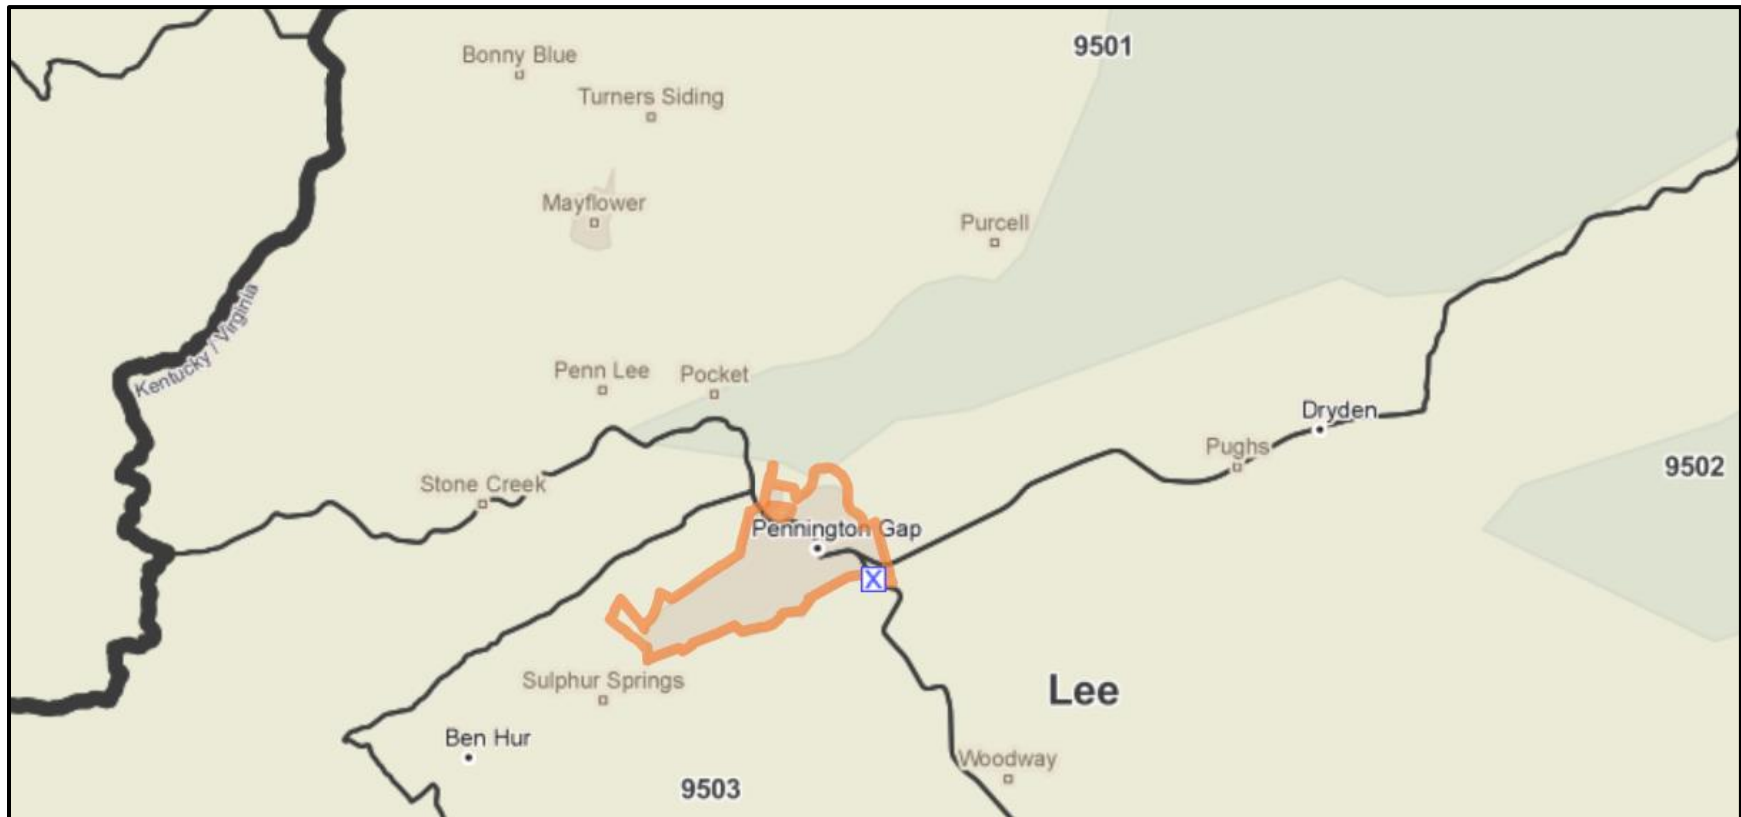 9501
Bonny Blue
Turners Siding
Mayflower
Purcell
Kentucky / Virginia
Penn Lee
Pocket
Dryden
Pughs
9502
Stone Creek
Pennington Gap
X
Sulphur Springs
Lee
Ben Hur
Woodway
9503